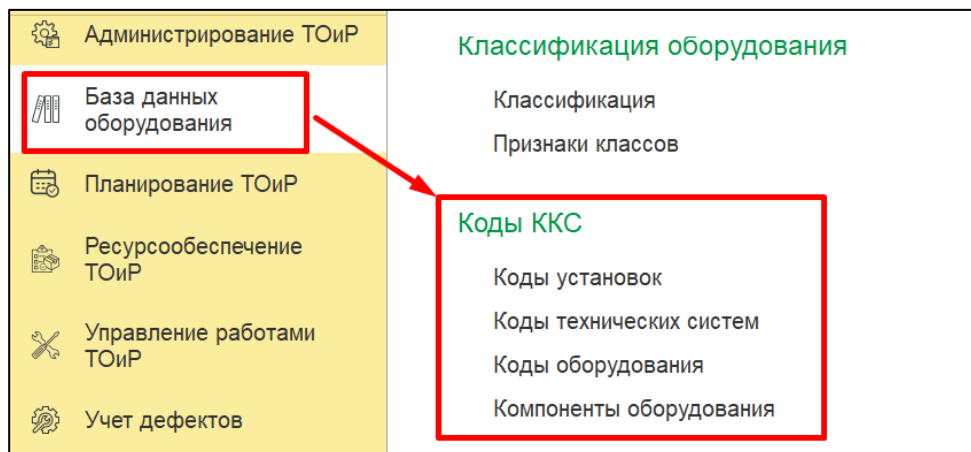 Администрирование ТОиР
База данных
оборудования
Планирование ТОиР
Ресурсообеспечение
ТОиР
Управление работами
ТОиР
Учет дефектов
Классификация оборудования
Классификация
Признаки классов
Коды ККС
Коды установок
Коды технических систем
Коды оборудования
Компоненты оборудования